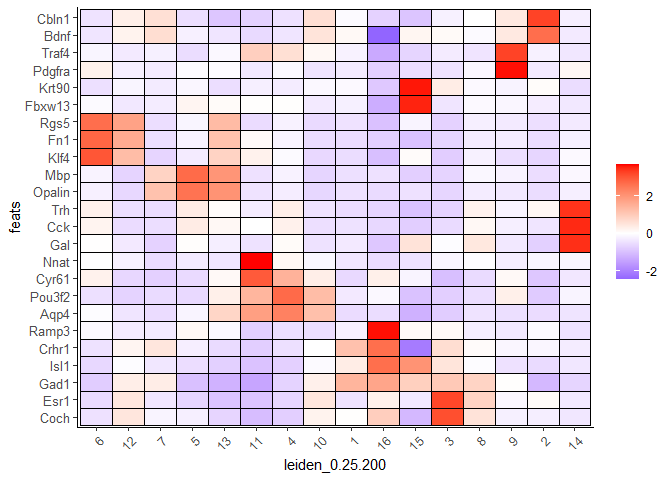 Cbln1
Bdnf
Traf4
Pdgfra
Krt90
Fbxw13
Rgs5
Fn1
Klf4
Mbp
Opalin
Trh
Cck
Gal
Nnat
Cyr61
Pou3f2
Aqp4
Ramp3
Crhr1
Isl1
Gad1
Esr1
Coch
feats
6 12 7 5 13 11 4 10 1 16 15 3 8 9 2 14
leiden_0.25.200
2
0
-2